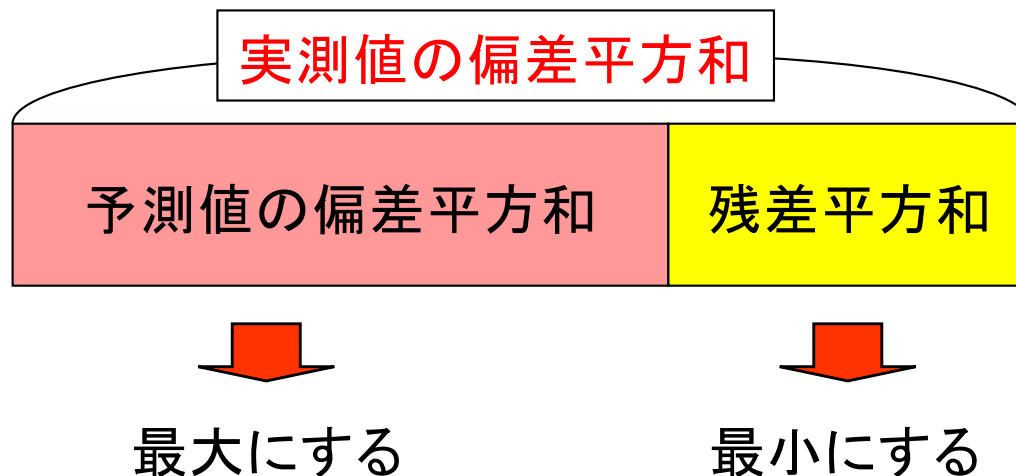 実測値の偏差平方和
予測値の偏差平方和
残差平方和
最大にする
最小にする